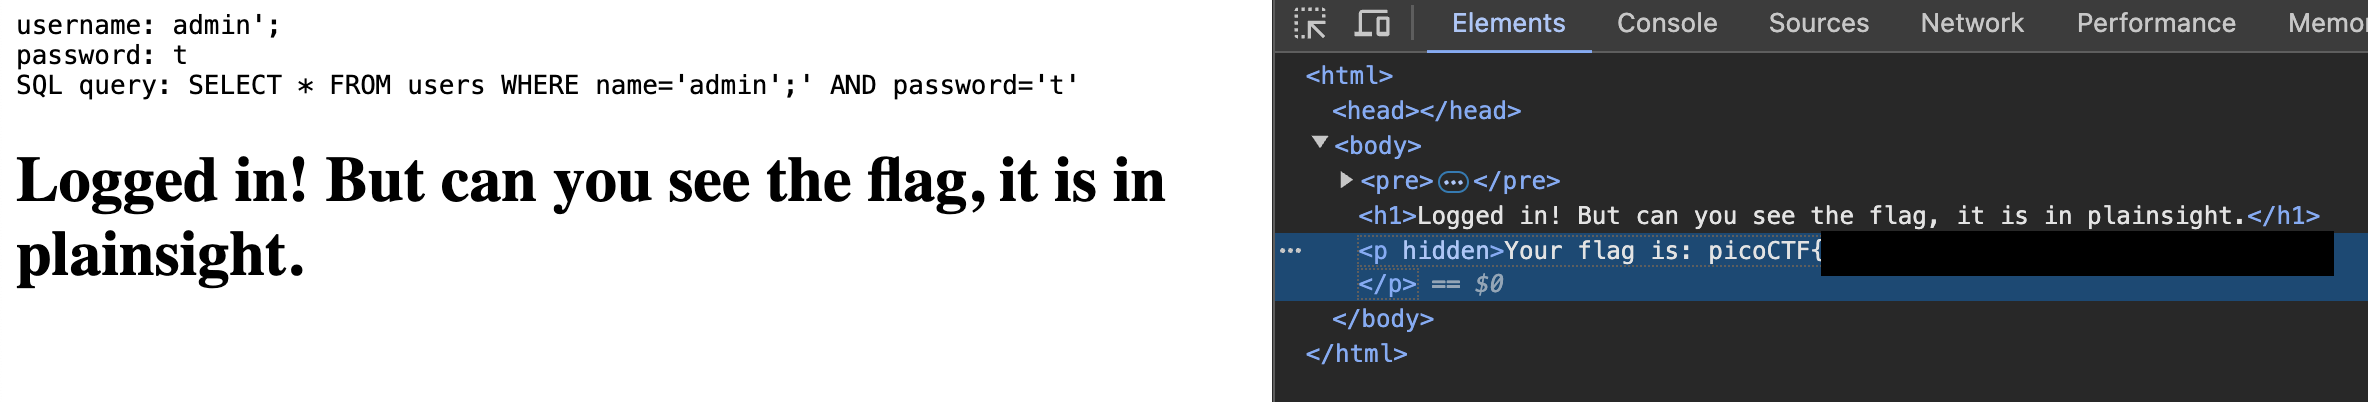 username: admin';
password: t
SQL query: SELECT * FROM users WHERE name='admin';' AND password='t'
Logged in! But can you see the flag, it is in
plainsight.
Elements Console Sources Network Performance Memor
<html>
<head></head>
<body>
<pre>…</pre>
<h1>Logged in! But can you see the flag, it is in plainsight.</h1>
<p hidden>Your flag is: picoCTF{
</p> == $0
</body>
</html>